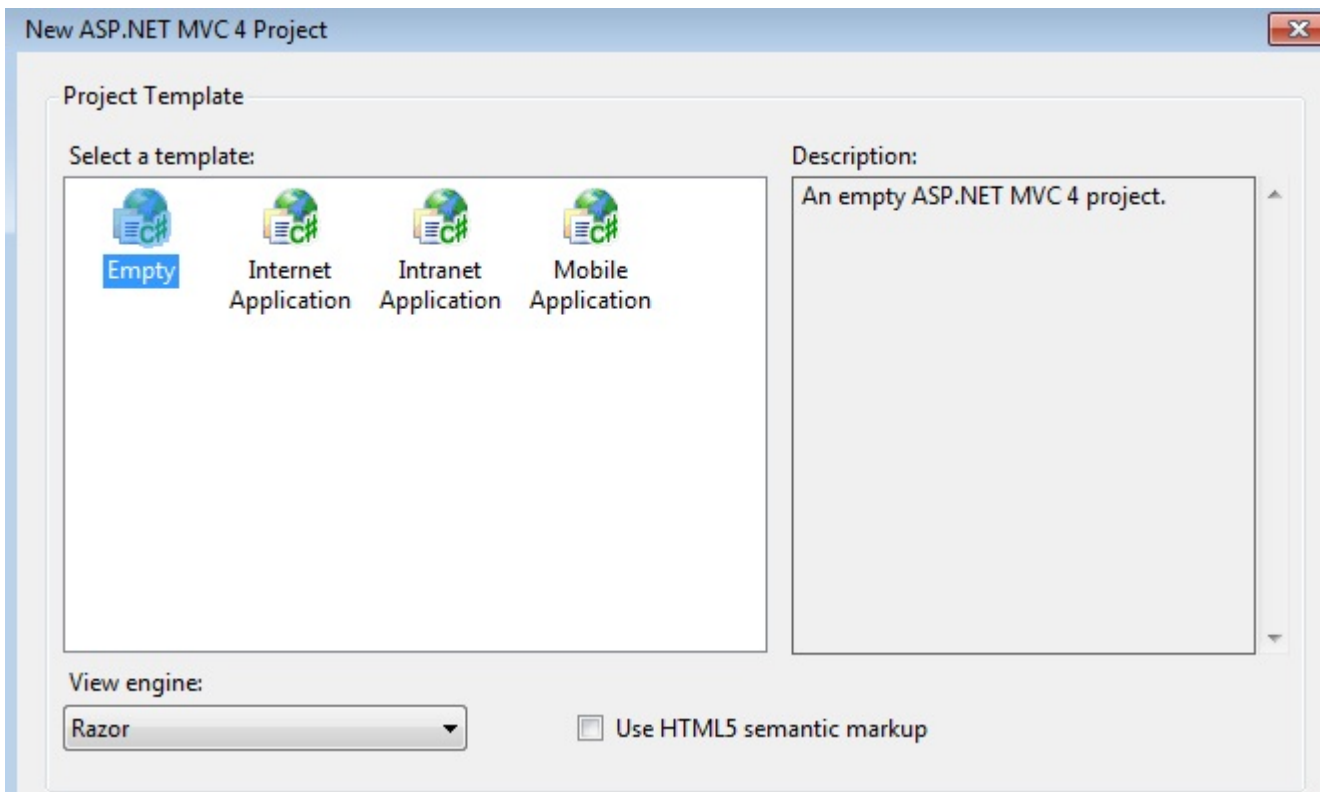 New ASP.NET MVC 4 Project
Project Template
Select a template:
Description:
An empty ASP.NET MVC 4 project.
C#
C#
C#
C#
Empty
Internet
Application
Intranet
Application
Mobile
Application
View engine:
Razor
Use HTML5 semantic markup